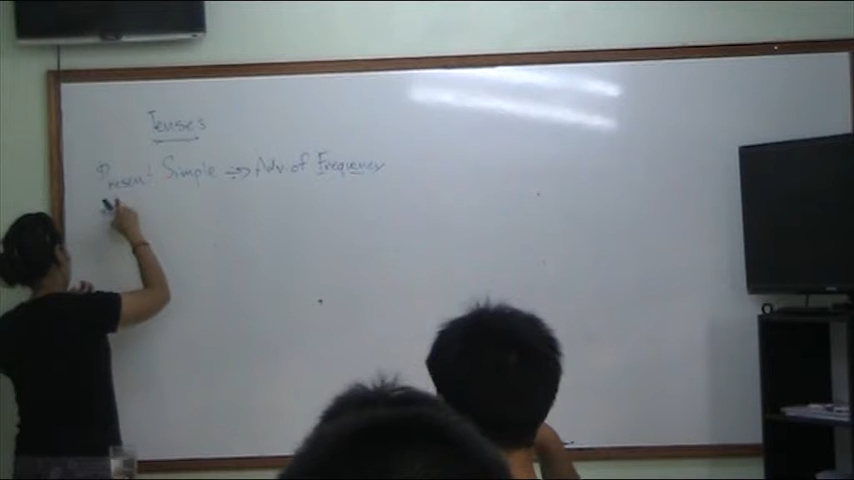 Tenses
Present Simple => Adv. of Frequency